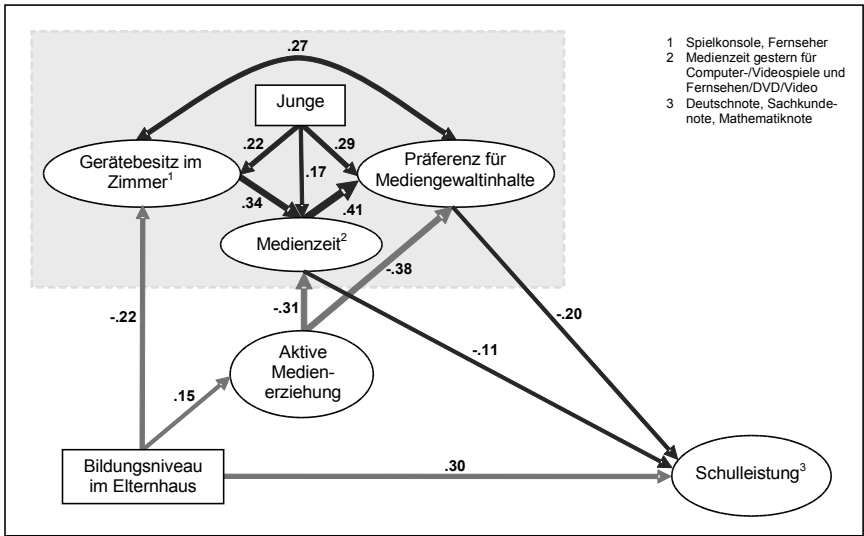 .27
1 Spielkonsole, Fernseher
2 Medienzeit gestern für
Computer-/Videospiele und
Fernsehen/DVD/Video
3 Deutschnote, Sachkunde-
note, Mathematiknote
Junge
.22
.17
.29
Gerätebesitz im
Zimmer¹
Präferenz für
Mediengewaltinhalte
.34
.41
Medienzeit²
-.38
-.31
-.22
-.20
-.11
Aktive
Medien-
erziehung
.15
Bildungsniveau
im Elternhaus
.30
Schulleistung³